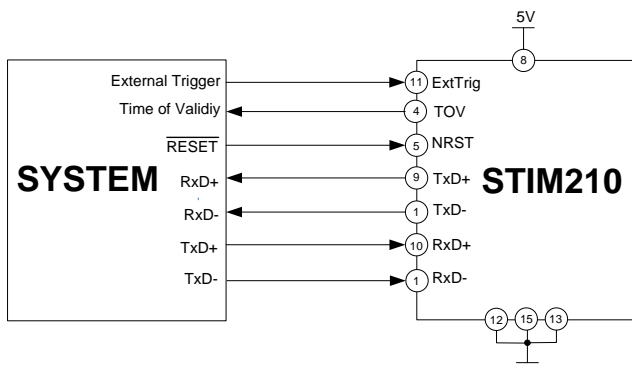 5V
8
External Trigger
11 ExtTrig
Time of Validiy
4 TOV
RESET
5 NRST
SYSTEM
STIM210
RxD+
9 TxD+
RxD-
1 TxD-
TxD+
10 RxD+
TxD-
1 RxD-
12 15 13